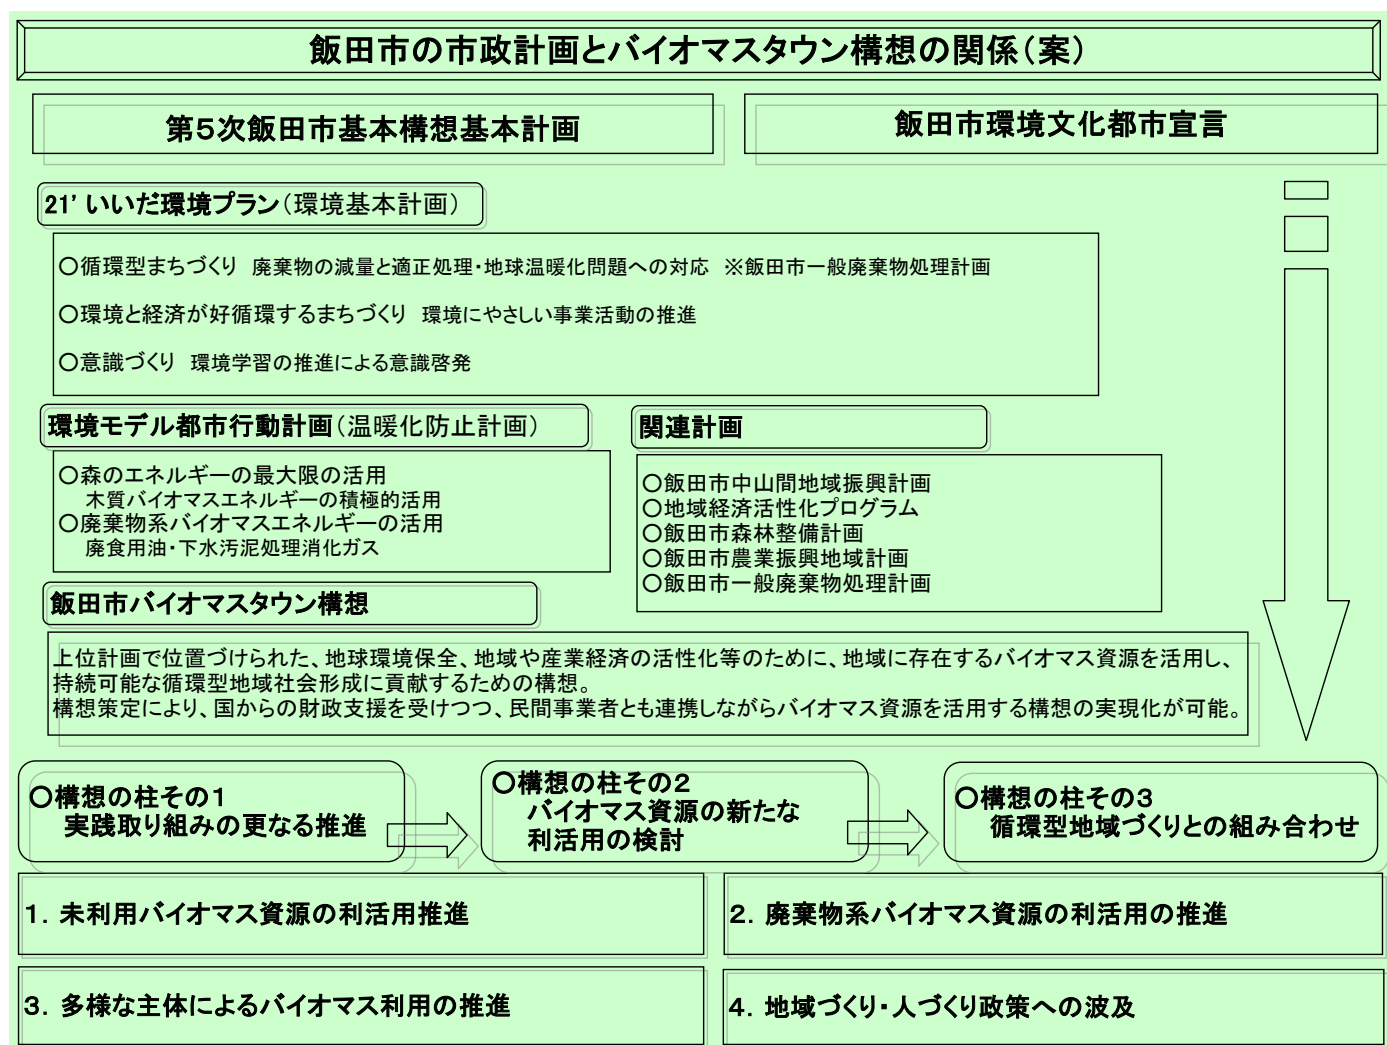 飯田市の市政計画とバイオマスタウン構想の関係（案）
第５次飯田市基本構想基本計画
飯田市環境文化都市宣言
21’いいだ環境プラン（環境基本計画）
○循環型まちづくり　廃棄物の減量と適正処理・地球温暖化問題への対応　※飯田市一般廃棄物処理計画
○環境と経済が好循環するまちづくり　環境にやさしい事業活動の推進
○意識づくり　環境学習の推進による意識啓発
環境モデル都市行動計画（温暖化防止計画）
○森のエネルギーの最大限の活用
木質バイオマスエネルギーの積極的活用
○廃棄物系バイオマスエネルギーの活用
廃食用油・下水汚泥処理消化ガス
関連計画
○飯田市中山間地域振興計画
○地域経済活性化プログラム
○飯田市森林整備計画
○飯田市農業振興地域計画
○飯田市一般廃棄物処理計画
飯田市バイオマスタウン構想
上位計画で位置づけられた、地球環境保全、地域や産業経済の活性化等のために、地域に存在するバイオマス資源を活用し、
持続可能な循環型地域社会形成に貢献するための構想。
構想策定により、国からの財政支援を受けつつ、民間事業者とも連携しながらバイオマス資源を活用する構想の実現化が可能。
○構想の柱その１
実践取り組みの更なる推進
○構想の柱その２
バイオマス資源の新たな
利活用の検討
○構想の柱その３
循環型地域づくりとの組み合わせ
１．未利用バイオマス資源の利活用推進
２．廃棄物系バイオマス資源の利活用の推進
３．多様な主体によるバイオマス利用の推進
４．地域づくり・人づくり政策への波及